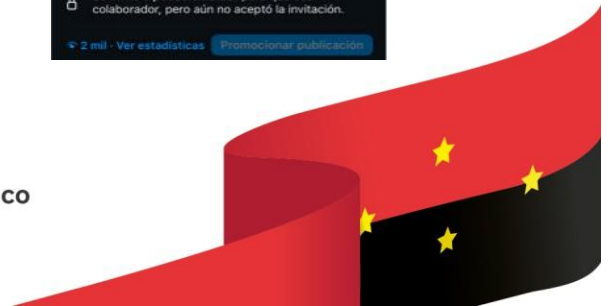 colaborador, pero aún no aceptó la invitación.
2 mil - Ver estadísticas Promocionar publicación
co